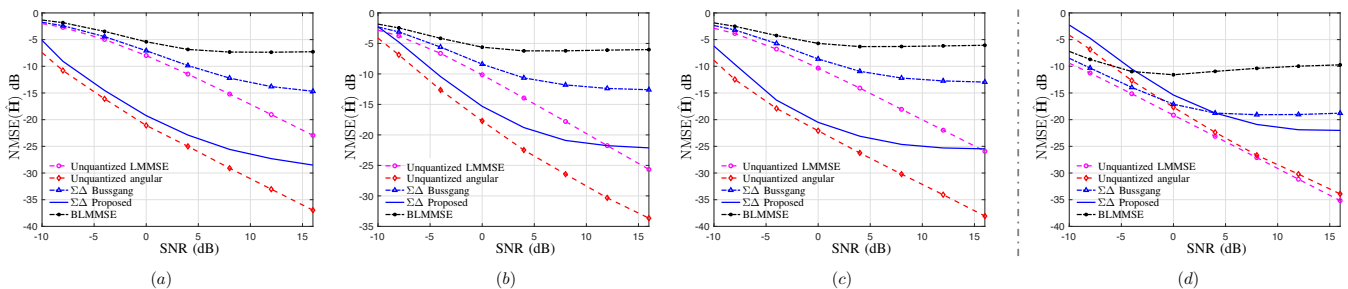 NMSE(Ĥ) dB
0
-5
-10
-15
-20
-25
-30
-35
-40
Unquantized LMMSE
Unquantized angular
ΣΔ Bussgang
ΣΔ Proposed
BLMMSE
-10
-5
0
5
10
15
SNR (dB)
(a)
NMSE(Ĥ) dB
0
-5
-10
-15
-20
-25
-30
-35
Unquantized LMMSE
Unquantized angular
ΣΔ Bussgang
ΣΔ Proposed
BLMMSE
-10
-5
0
5
10
15
SNR (dB)
(b)
NMSE(Ĥ) dB
0
-5
-10
-15
-20
-25
-30
-35
-40
Unquantized LMMSE
Unquantized angular
ΣΔ Bussgang
ΣΔ Proposed
BLMMSE
-10
-5
0
5
10
15
SNR (dB)
(c)
NMSE(Ĥ) dB
0
-5
-10
-15
-20
-25
-30
-35
-40
Unquantized LMMSE
Unquantized angular
ΣΔ Bussgang
ΣΔ Proposed
BLMMSE
-10
-5
0
5
10
15
SNR (dB)
(d)